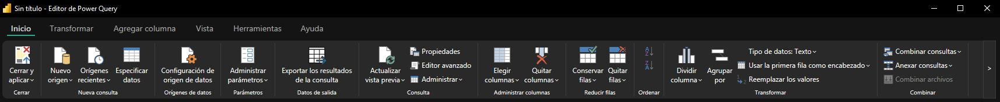 Sin título - Editor de Power Query
Inicio Transformar Agregar columna Vista Herramientas Ayuda
Cerrar y
aplicar
Cerrar
Nuevo
origen
Orígenes
recientes
Especificar
datos
Nueva consulta
Configuración de
origen de datos
Orígenes de datos
Administrar
parámetros
Parámetros
Exportar los resultados
de la consulta
Datos de salida
Actualizar
vista previa
Propiedades
Editor avanzado
Administrar
Consulta
Elegir
columnas
Quitar
columnas
Administrar columnas
Conservar
filas
Quitar
filas
Reducir filas
A
Z
Z
A
Ordenar
Dividir
columna
Agrupar
por
Tipo de datos: Texto
Usar la primera fila como encabezado
1
2
Reemplazar los valores
Transformar
Combinar consultas
Anexar consultas
Combinar archivos
Combinar